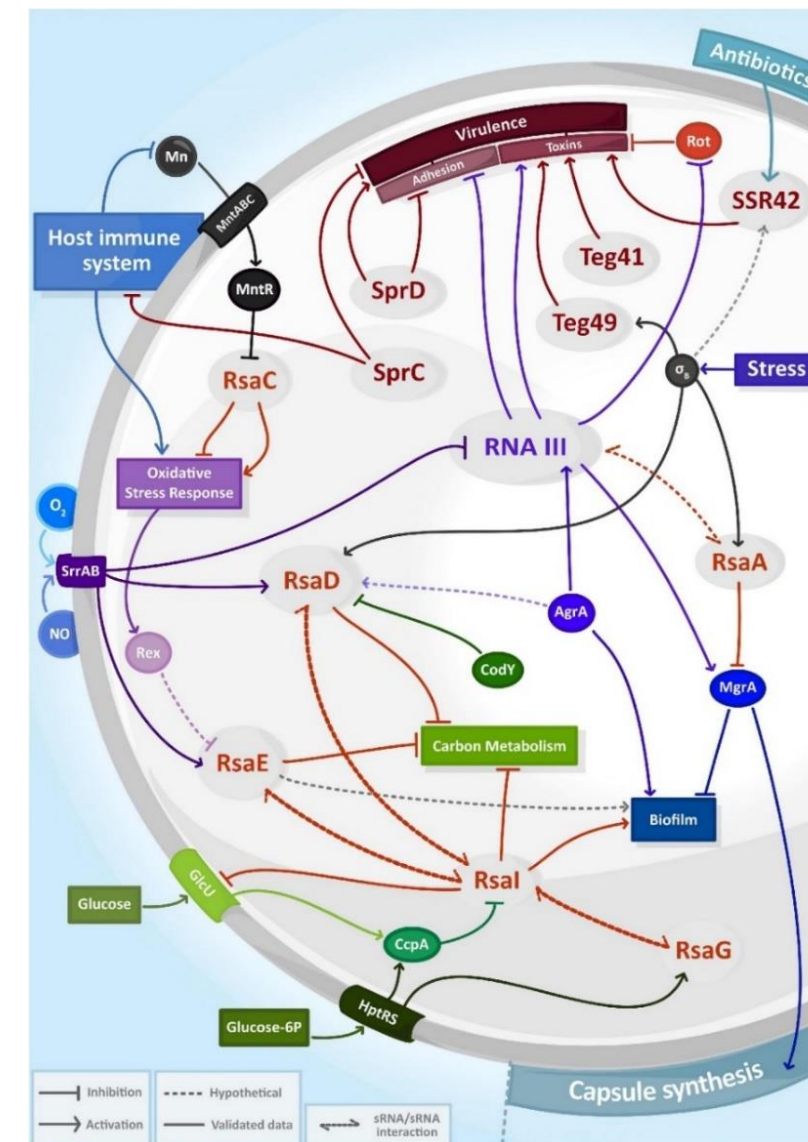 Antibiotics
Virulence
Adhesion
Toxins
Rot
Mn
MntABC
SSR42
Host immune
system
Teg41
MntR
SprD
Teg49
RsaC
SprC
σB
Stress
RNA III
Oxidative
Stress Response
O2
SrrAB
RsaD
RsaA
AgrA
NO
Rex
CodY
MgrA
RsaE
Carbon Metabolism
Biofilm
GlcU
Glucose
RsaI
CcpA
RsaG
HptRS
Glucose-6P
Capsule synthesis
Inhibition
Hypothetical
Activation
Validated data
sRNA/sRNA
interaction